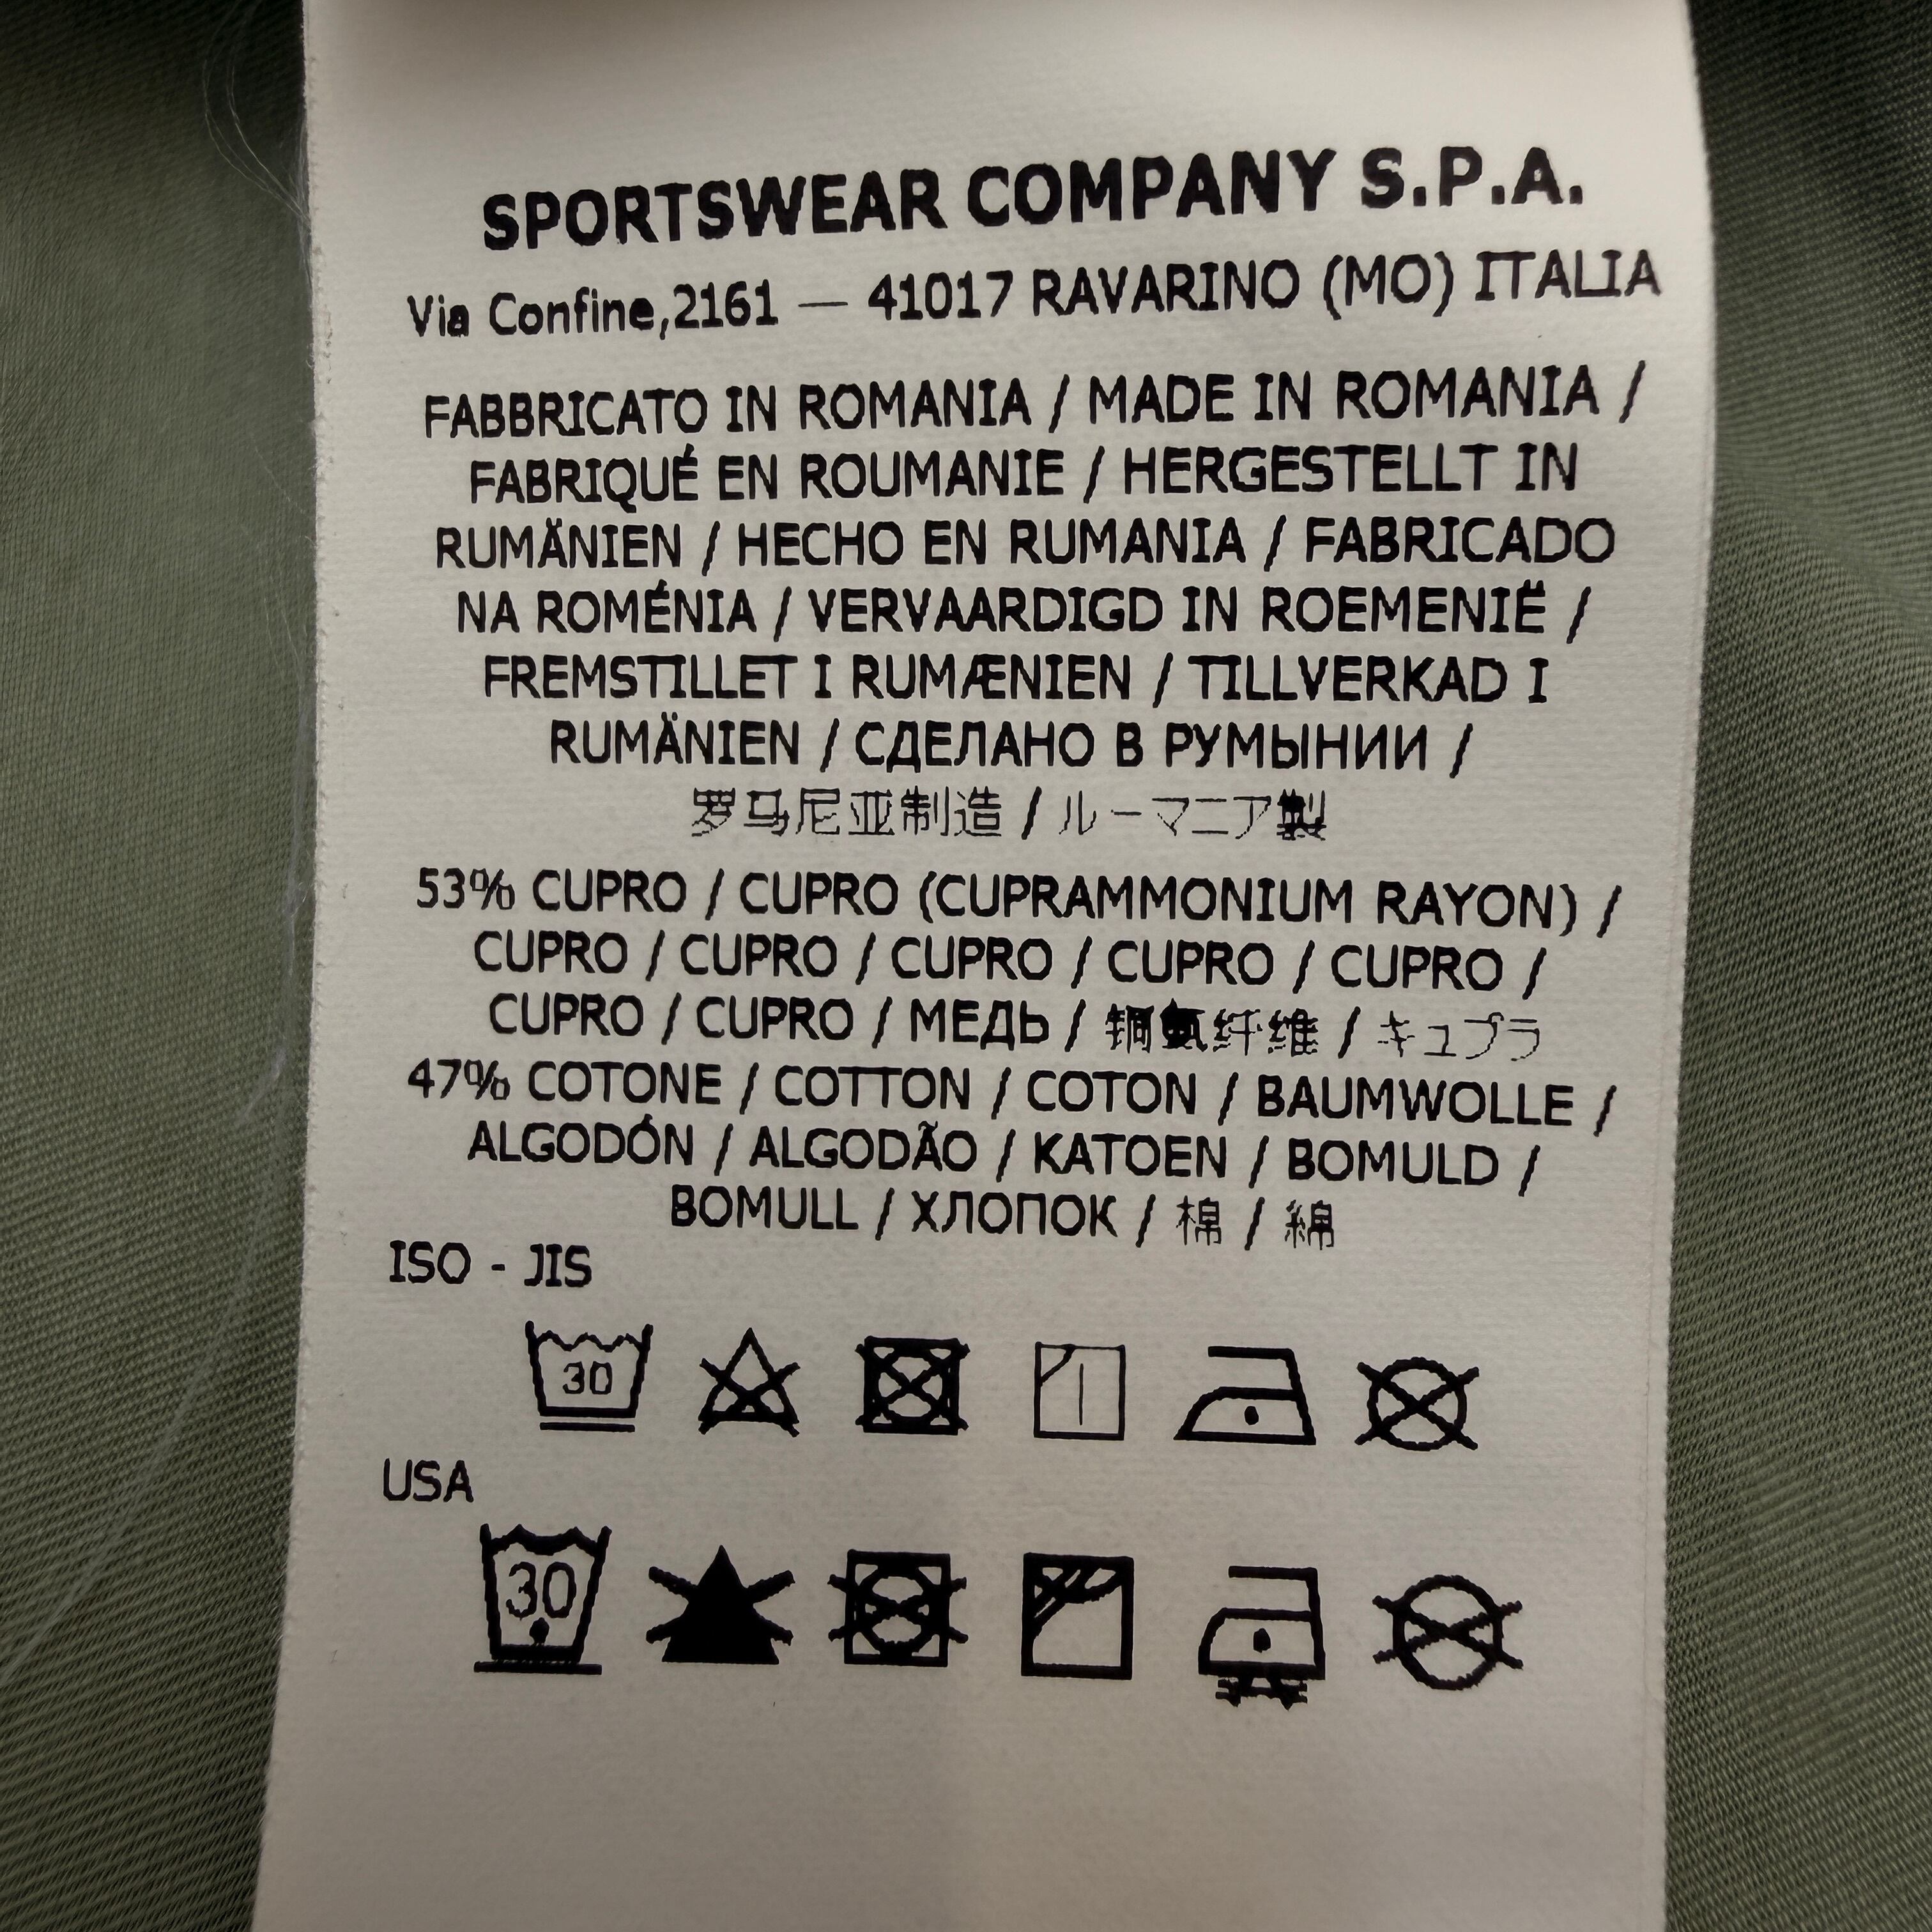 SPORTSWEAR COMPANY S.P.A.
Via Confine,2161 — 41017 RAVARINO (MO) ITALIA
FABBRICATO IN ROMANIA / MADE IN ROMANIA /
FABRIQUÉ EN ROUMANIE / HERGESTELLT IN
RUMÄNIEN / HECHO EN RUMANIA / FABRICADO
NA ROMÉNIA / VERVAARDIGD IN ROEMENIË /
FREMSTILLET I RUMÆNIEN / TILLVERKAD I
RUMÄNIEN / СДЕЛАНО В РУМЫНИИ /
罗马尼亚制造 / ルーマニア製
53% CUPRO / CUPRO (CUPRAMMONIUM RAYON) /
CUPRO / CUPRO / CUPRO / CUPRO / CUPRO /
CUPRO / CUPRO / МЕДЬ / 铜氨纤维 / キュプラ
47% COTONE / COTTON / COTON / BAUMWOLLE /
ALGODÓN / ALGODÃO / KATOEN / BOMULD /
BOMULL / ХЛОПОК / 棉 / 綿
ISO - JIS
30
USA
30